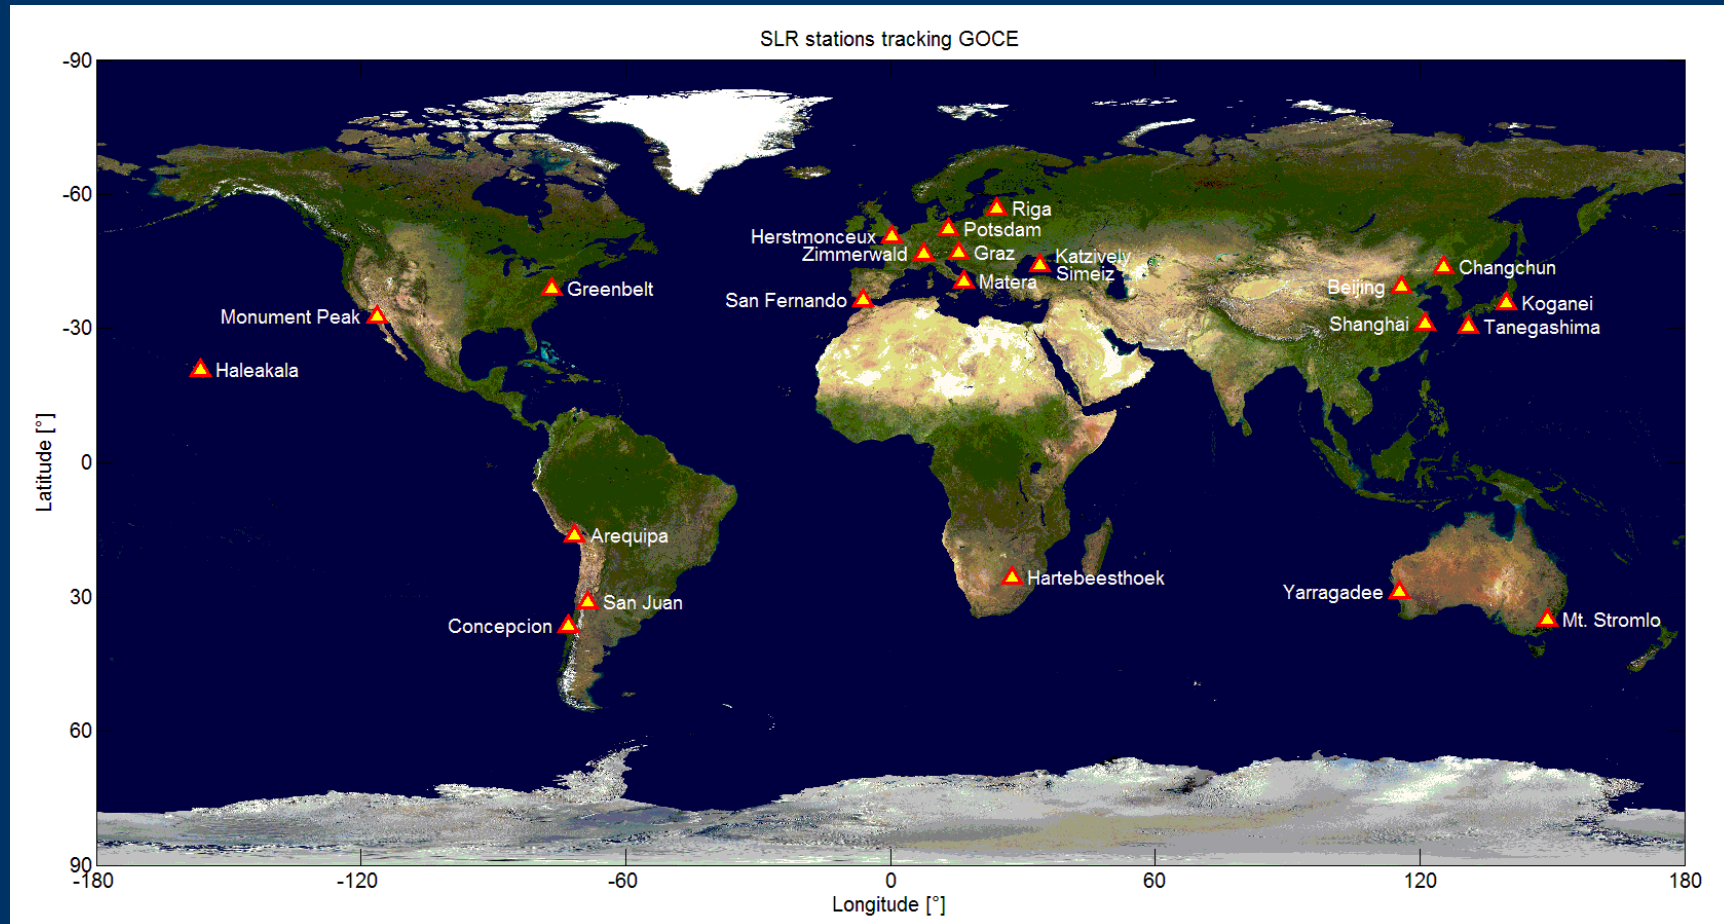 SLR stations tracking GOCE
-90
-60
Riga
Potsdam
Herstmonceux
Zimmerwald
Graz
Katzively
Simeiz
Changchun
Matera
Beijing
Greenbelt
San Fernando
Koganei
Monument Peak
-30
Shanghai
Tanegashima
Haleakala
Latitude [°]
0
Arequipa
Hartebeesthoek
Yarragadee
30
San Juan
Concepcion
Mt. Stromlo
60
90
-180
-120
-60
0
60
120
180
Longitude [°]